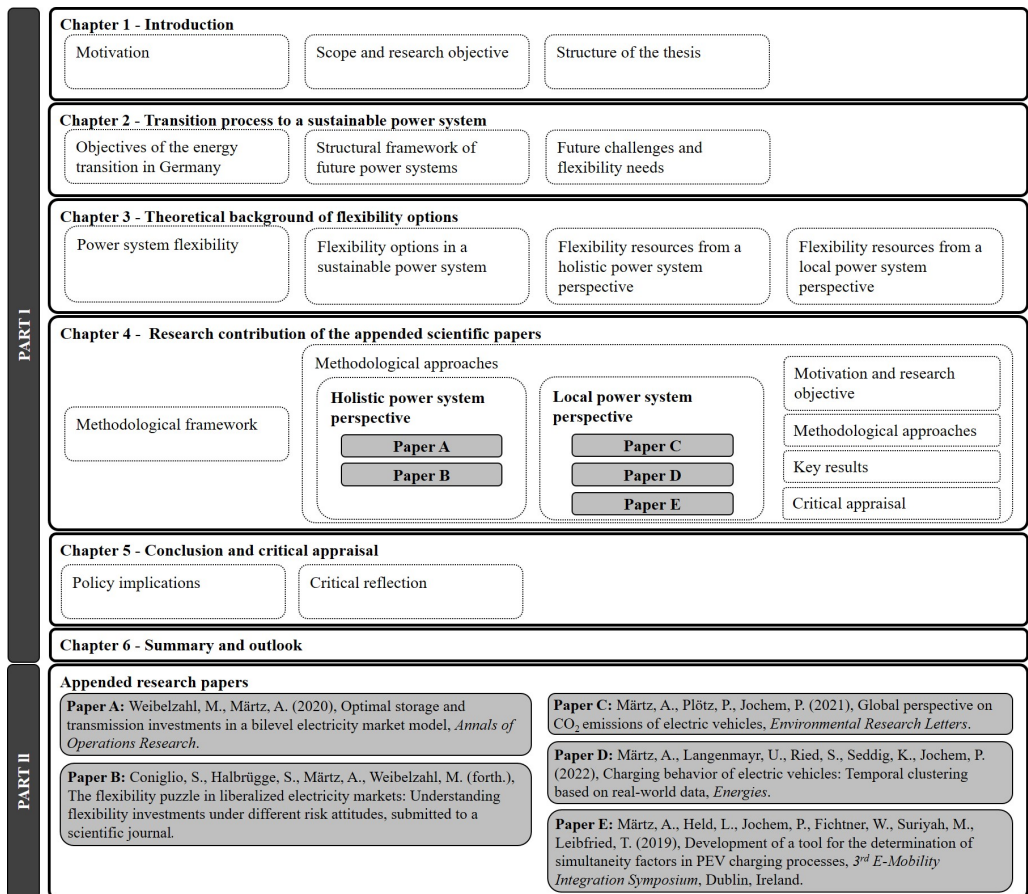 PART I
Chapter 1 - Introduction
Motivation
Scope and research objective
Structure of the thesis
Chapter 2 - Transition process to a sustainable power system
Objectives of the energy
transition in Germany
Structural framework of
future power systems
Future challenges and
flexibility needs
Chapter 3 - Theoretical background of flexibility options
Power system flexibility
Flexibility options in a
sustainable power system
Flexibility resources from a
holistic power system
perspective
Flexibility resources from a
local power system
perspective
Chapter 4 - Research contribution of the appended scientific papers
Methodological framework
Methodological approaches
Holistic power system
perspective
Paper A
Paper B
Local power system
perspective
Paper C
Paper D
Paper E
Motivation and research
objective
Methodological approaches
Key results
Critical appraisal
Chapter 5 - Conclusion and critical appraisal
Policy implications
Critical reflection
Chapter 6 - Summary and outlook
PART II
Appended research papers
Paper A: Weibelzahl, M., Märtz, A. (2020), Optimal storage and
transmission investments in a bilevel electricity market model, Annals of
Operations Research.
Paper B: Coniglio, S., Halbrügge, S., Märtz, A., Weibelzahl, M. (forth.),
The flexibility puzzle in liberalized electricity markets: Understanding
flexibility investments under different risk attitudes, submitted to a
scientific journal.
Paper C: Märtz, A., Plötz, P., Jochem, P. (2021), Global perspective on
CO₂ emissions of electric vehicles, Environmental Research Letters.
Paper D: Märtz, A., Langenmayr, U., Ried, S., Seddig, K., Jochem, P.
(2022), Charging behavior of electric vehicles: Temporal clustering
based on real-world data, Energies.
Paper E: Märtz, A., Held, L., Jochem, P., Fichtner, W., Suriyah, M.,
Leibfried, T. (2019), Development of a tool for the determination of
simultaneity factors in PEV charging processes, 3rd E-Mobility
Integration Symposium, Dublin, Ireland.